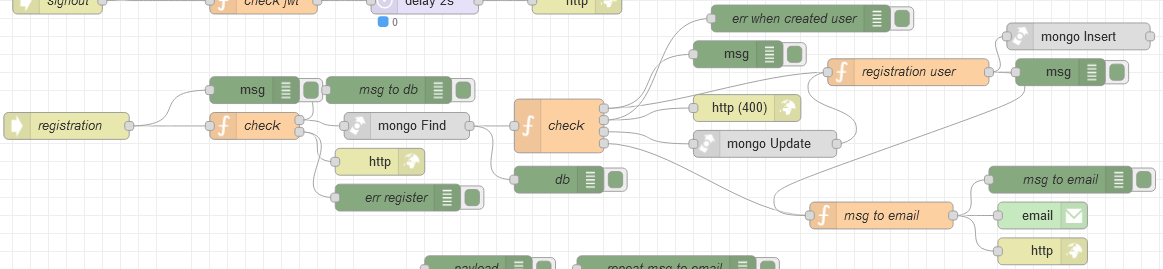 signout
check jwt
delay 2s
http
0
err when created user
mongo Insert
msg
registration user
msg
msg
msg to db
http (400)
registration
check
mongo Find
check
mongo Update
http
db
msg to email
err register
msg to email
email
http
payload
repeat msg to email